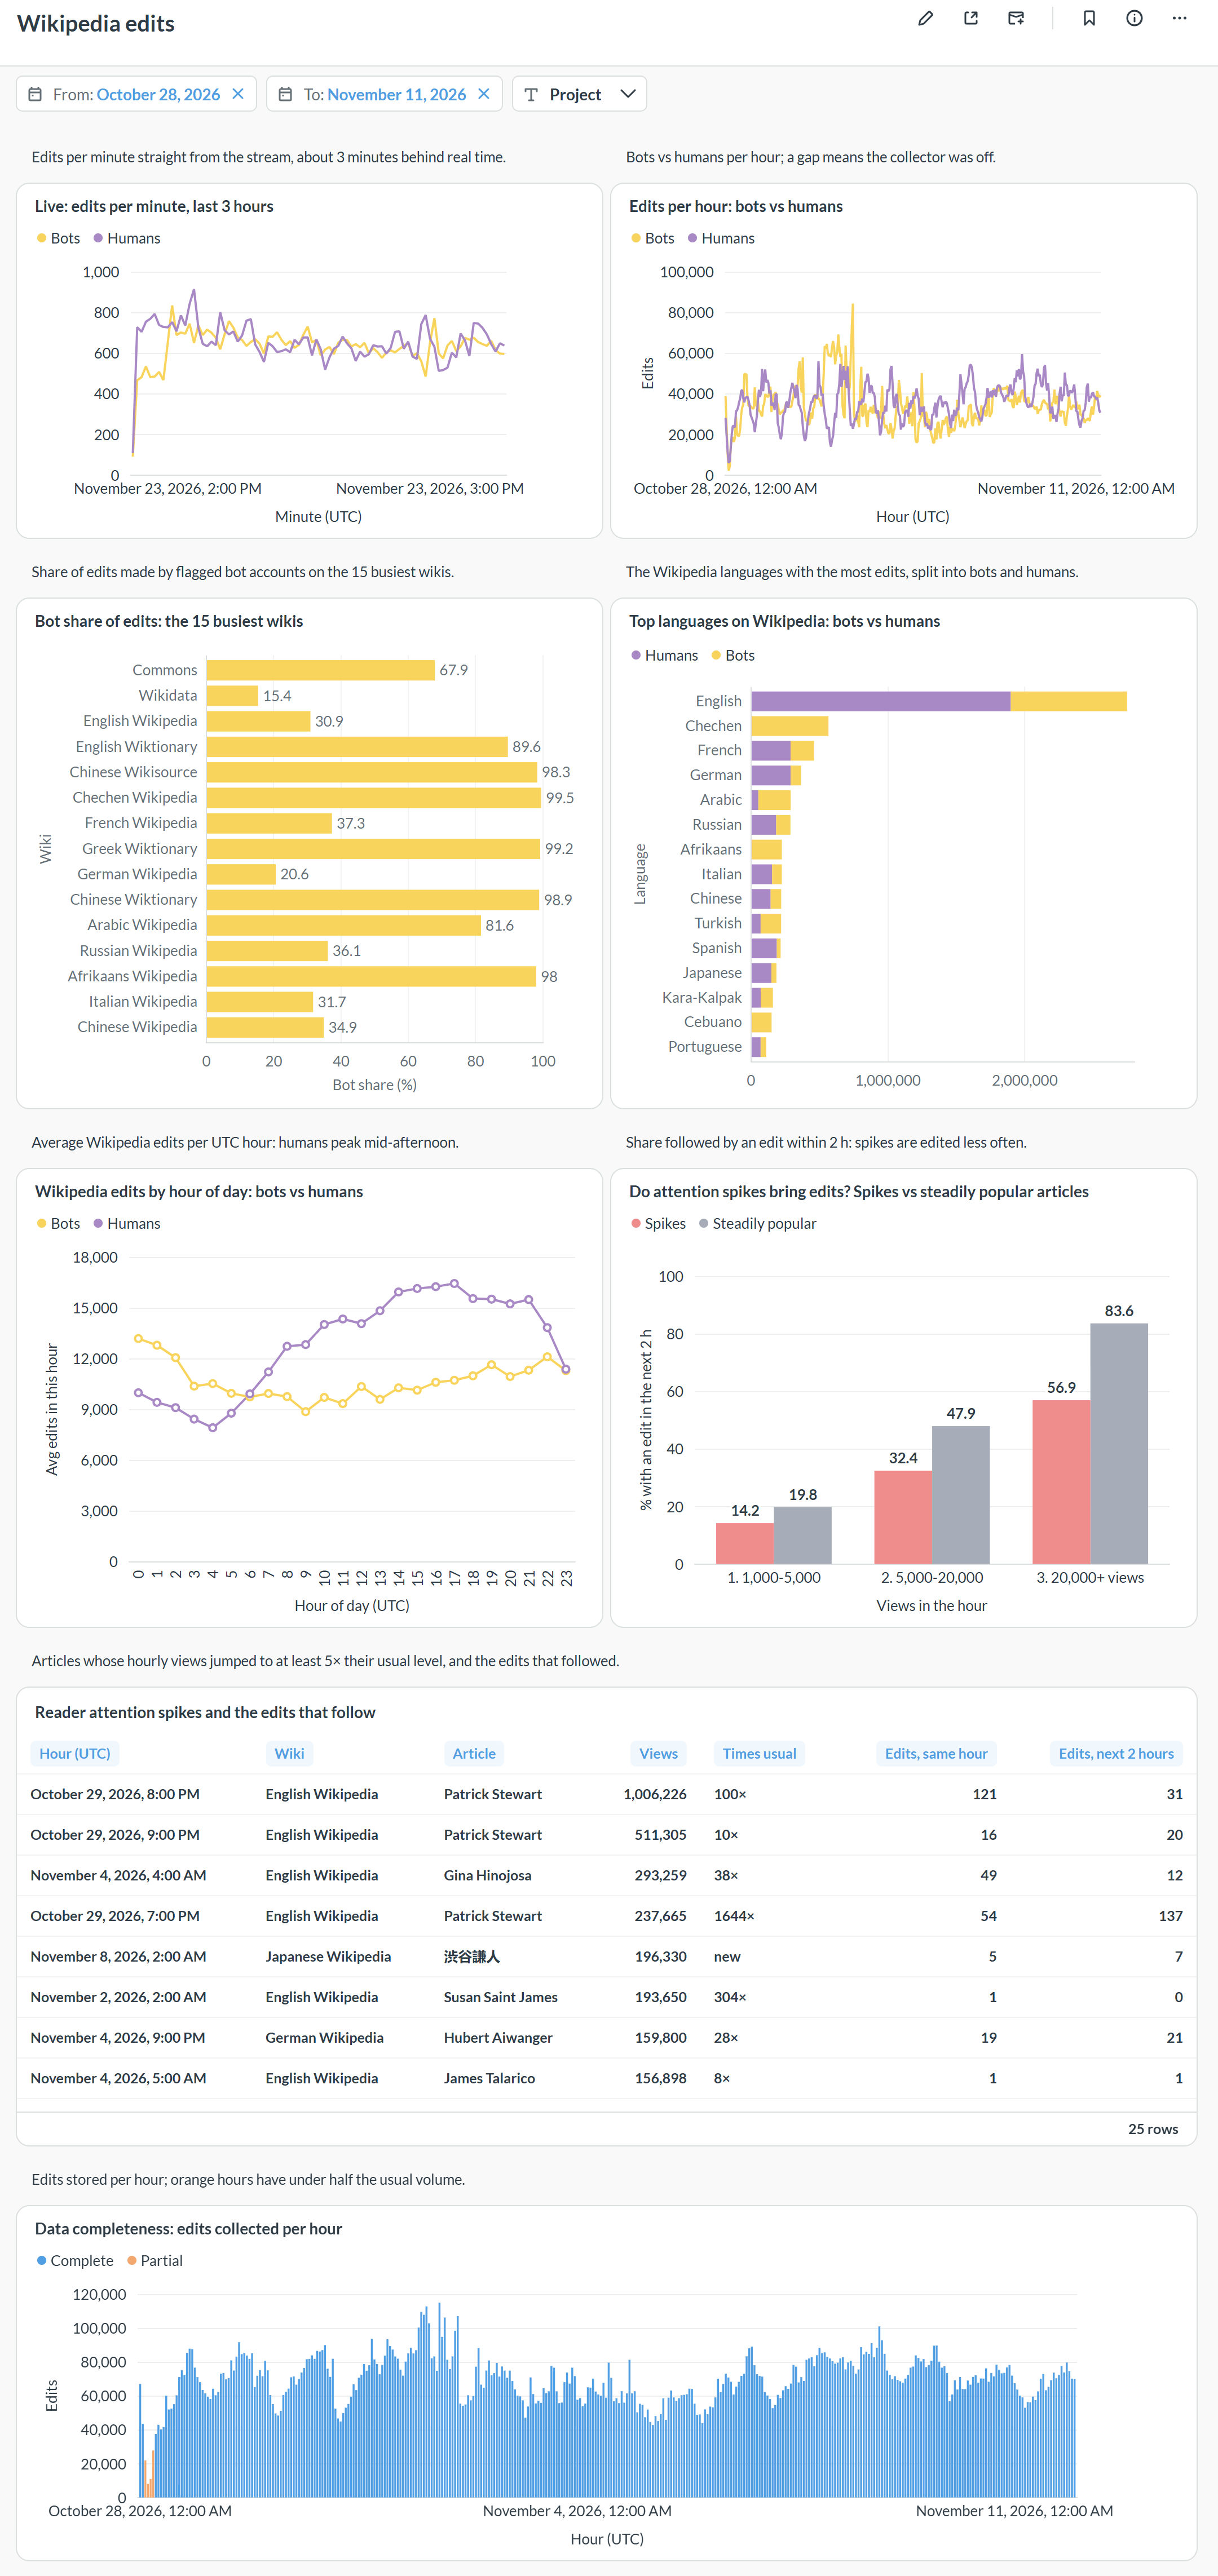 Wikipedia edits
From: October 28, 2026
To: November 11, 2026
Project
Edits per minute straight from the stream, about 3 minutes behind real time.
Live: edits per minute, last 3 hours
Bots Humans
1,000
800
600
400
200
0
November 23, 2026, 2:00 PM November 23, 2026, 3:00 PM
Minute (UTC)
Bots vs humans per hour; a gap means the collector was off.
Edits per hour: bots vs humans
Bots Humans
100,000
80,000
60,000
40,000
20,000
0
Edits
October 28, 2026, 12:00 AM November 11, 2026, 12:00 AM
Hour (UTC)
Share of edits made by flagged bot accounts on the 15 busiest wikis.
Bot share of edits: the 15 busiest wikis
Wiki
Commons 67.9
Wikidata 15.4
English Wikipedia 30.9
English Wiktionary 89.6
Chinese Wikisource 98.3
Chechen Wikipedia 99.5
French Wikipedia 37.3
Greek Wiktionary 99.2
German Wikipedia 20.6
Chinese Wiktionary 98.9
Arabic Wikipedia 81.6
Russian Wikipedia 36.1
Afrikaans Wikipedia 98
Italian Wikipedia 31.7
Chinese Wikipedia 34.9
0 20 40 60 80 100
Bot share (%)
The Wikipedia languages with the most edits, split into bots and humans.
Top languages on Wikipedia: bots vs humans
Humans Bots
Language
English
Chechen
French
German
Arabic
Russian
Afrikaans
Italian
Chinese
Turkish
Spanish
Japanese
Kara-Kalpak
Cebuano
Portuguese
0 1,000,000 2,000,000
Average Wikipedia edits per UTC hour: humans peak mid-afternoon.
Wikipedia edits by hour of day: bots vs humans
Bots Humans
18,000
15,000
12,000
9,000
6,000
3,000
0
Avg edits in this hour
0 1 2 3 4 5 6 7 8 9 10 11 12 13 14 15 16 17 18 19 20 21 22 23
Hour of day (UTC)
Share followed by an edit within 2 h: spikes are edited less often.
Do attention spikes bring edits? Spikes vs steadily popular articles
Spikes Steadily popular
100
80
60
40
20
0
% with an edit in the next 2 h
14.2 19.8
32.4 47.9
56.9 83.6
1. 1,000-5,000 2. 5,000-20,000 3. 20,000+ views
Views in the hour
Articles whose hourly views jumped to at least 5× their usual level, and the edits that followed.
Reader attention spikes and the edits that follow
Hour (UTC) Wiki Article Views Times usual Edits, same hour Edits, next 2 hours
October 29, 2026, 8:00 PM English Wikipedia Patrick Stewart 1,006,226 100× 121 31
October 29, 2026, 9:00 PM English Wikipedia Patrick Stewart 511,305 10× 16 20
November 4, 2026, 4:00 AM English Wikipedia Gina Hinojosa 293,259 38× 49 12
October 29, 2026, 7:00 PM English Wikipedia Patrick Stewart 237,665 1644× 54 137
November 8, 2026, 2:00 AM Japanese Wikipedia 渋谷謙人 196,330 new 5 7
November 2, 2026, 2:00 AM English Wikipedia Susan Saint James 193,650 304× 1 0
November 4, 2026, 9:00 PM German Wikipedia Hubert Aiwanger 159,800 28× 19 21
November 4, 2026, 5:00 AM English Wikipedia James Talarico 156,898 8× 1 1
25 rows
Edits stored per hour; orange hours have under half the usual volume.
Data completeness: edits collected per hour
Complete Partial
120,000
100,000
80,000
60,000
40,000
20,000
0
Edits
October 28, 2026, 12:00 AM November 4, 2026, 12:00 AM November 11, 2026, 12:00 AM
Hour (UTC)